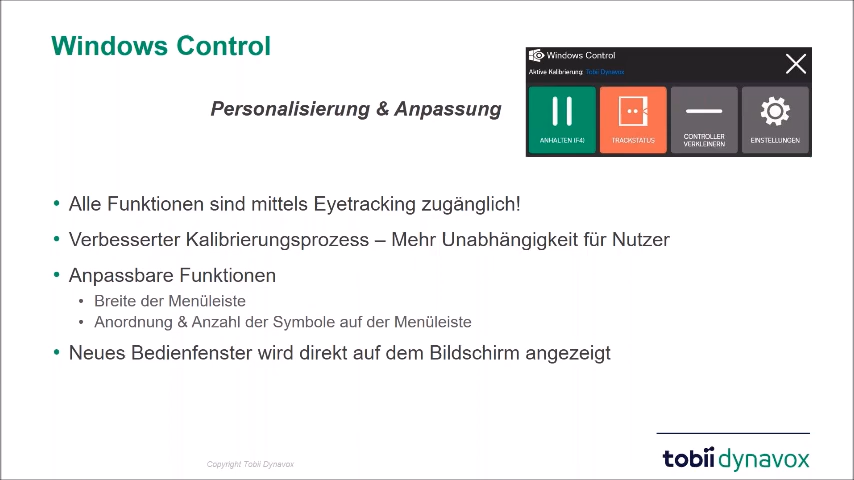 Windows Control
Windows Control
Aktive Kalibrierung: Tobii Dynavox
Personalisierung & Anpassung
ANHALTEN (F4)
TRACKSTATUS
CONTROLLER
VERKLEINERN
EINSTELLUNGEN
• Alle Funktionen sind mittels Eyetracking zugänglich!
• Verbesserter Kalibrierungsprozess – Mehr Unabhängigkeit für Nutzer
• Anpassbare Funktionen
• Breite der Menüleiste
• Anordnung & Anzahl der Symbole auf der Menüleiste
• Neues Bedienfenster wird direkt auf dem Bildschirm angezeigt
Copyright Tobii Dynavox
tobii dynavox